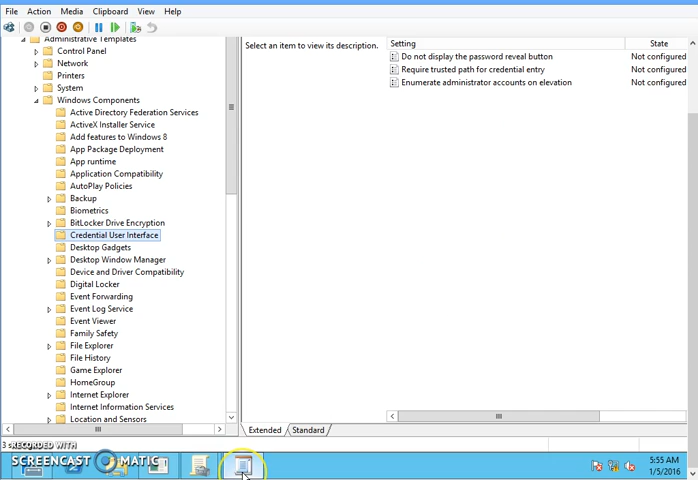 File Action Media Clipboard View Help
Administrative Templates
Control Panel
Network
Printers
System
Windows Components
Active Directory Federation Services
ActiveX Installer Service
Add features to Windows 8
App Package Deployment
App runtime
Application Compatibility
AutoPlay Policies
Backup
Biometrics
BitLocker Drive Encryption
Credential User Interface
Desktop Gadgets
Desktop Window Manager
Device and Driver Compatibility
Digital Locker
Event Forwarding
Event Log Service
Event Viewer
Family Safety
File Explorer
File History
Game Explorer
HomeGroup
Internet Explorer
Internet Information Services
Location and Sensors
Select an item to view its description.
Setting State
Do not display the password reveal button Not configured
Require trusted path for credential entry Not configured
Enumerate administrator accounts on elevation Not configured
Extended Standard
3 s
RECORDED WITH
SCREENCAST MATIC
5:55 AM
1/5/2016